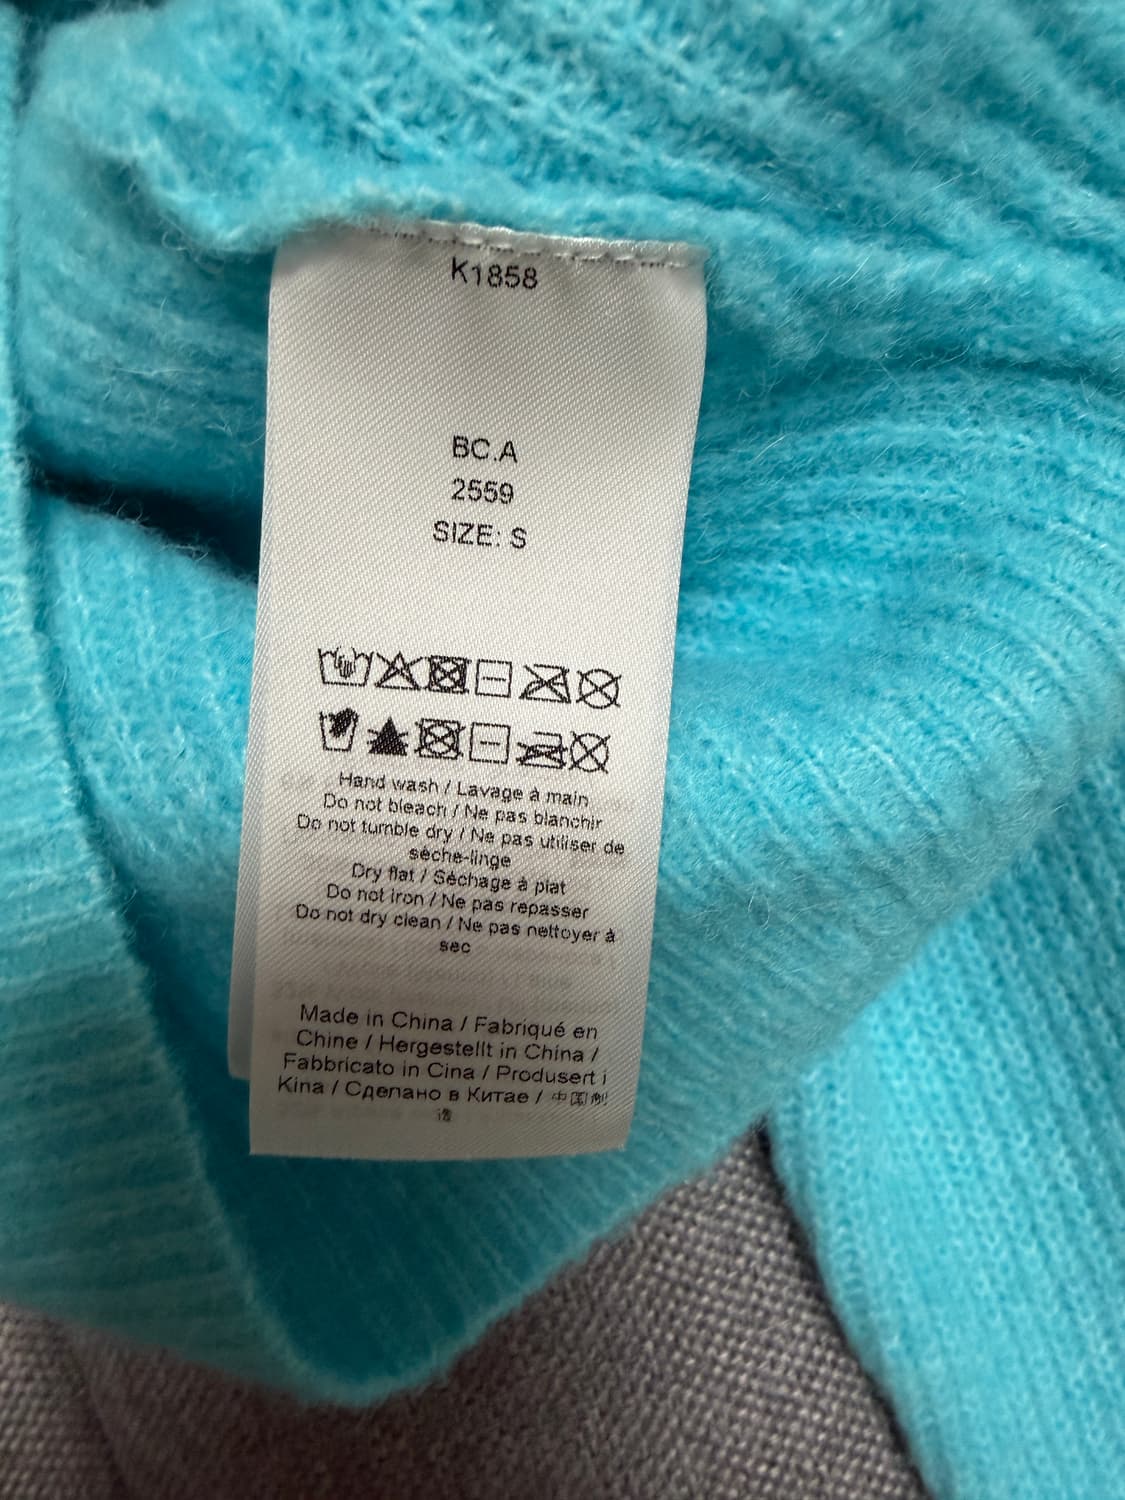 K1858
BC.A
2559
SIZE: S
Hand wash / Lavage à main
Do not bleach / Ne pas blanchir
Do not tumble dry / Ne pas utiliser de
sèche-linge
Dry flat / Séchage à plat
Do not iron / Ne pas repasser
Do not dry clean / Ne pas nettoyer à
sec
Made in China / Fabriqué en
Chine / Hergestellt in China /
Fabbricato in Cina / Produsert i
Kina / Сделано в Китае / 中国制
造